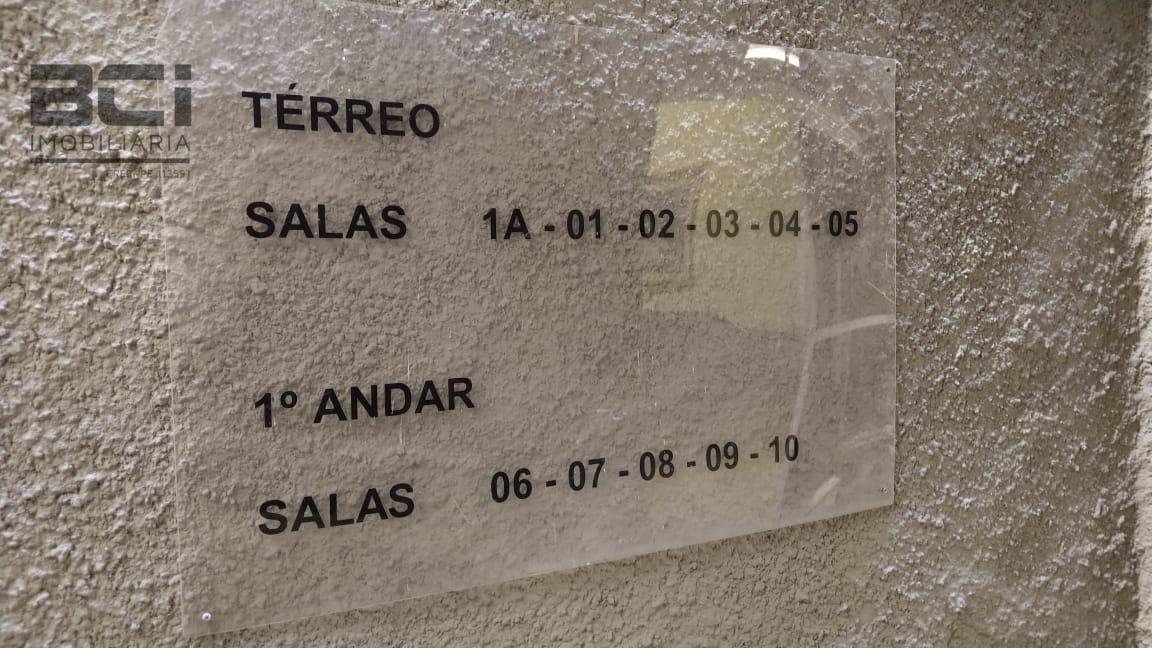 BCi
IMOBILIÁRIA
TÉRREO
SALAS 1A - 01 - 02 - 03 - 04 - 05
1º ANDAR
SALAS 06 - 07 - 08 - 09 - 10